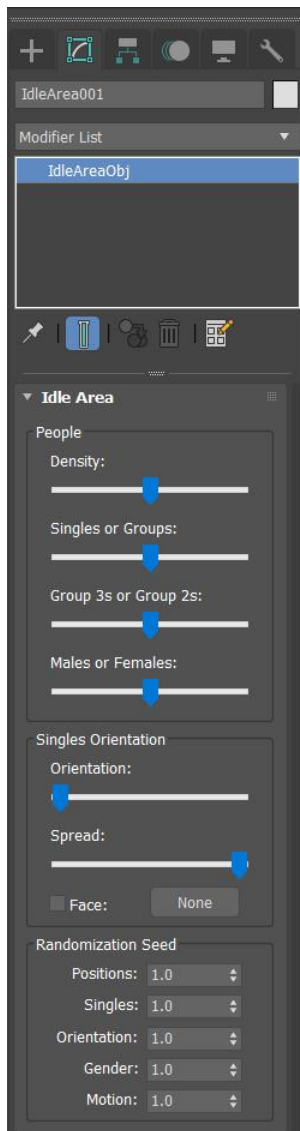 IdleArea001
Modifier List
IdleAreaObj
Idle Area
People
Density:
Singles or Groups:
Group 3s or Group 2s:
Males or Females:
Singles Orientation
Orientation:
Spread:
Face: None
Randomization Seed
Positions: 1.0
Singles: 1.0
Orientation: 1.0
Gender: 1.0
Motion: 1.0